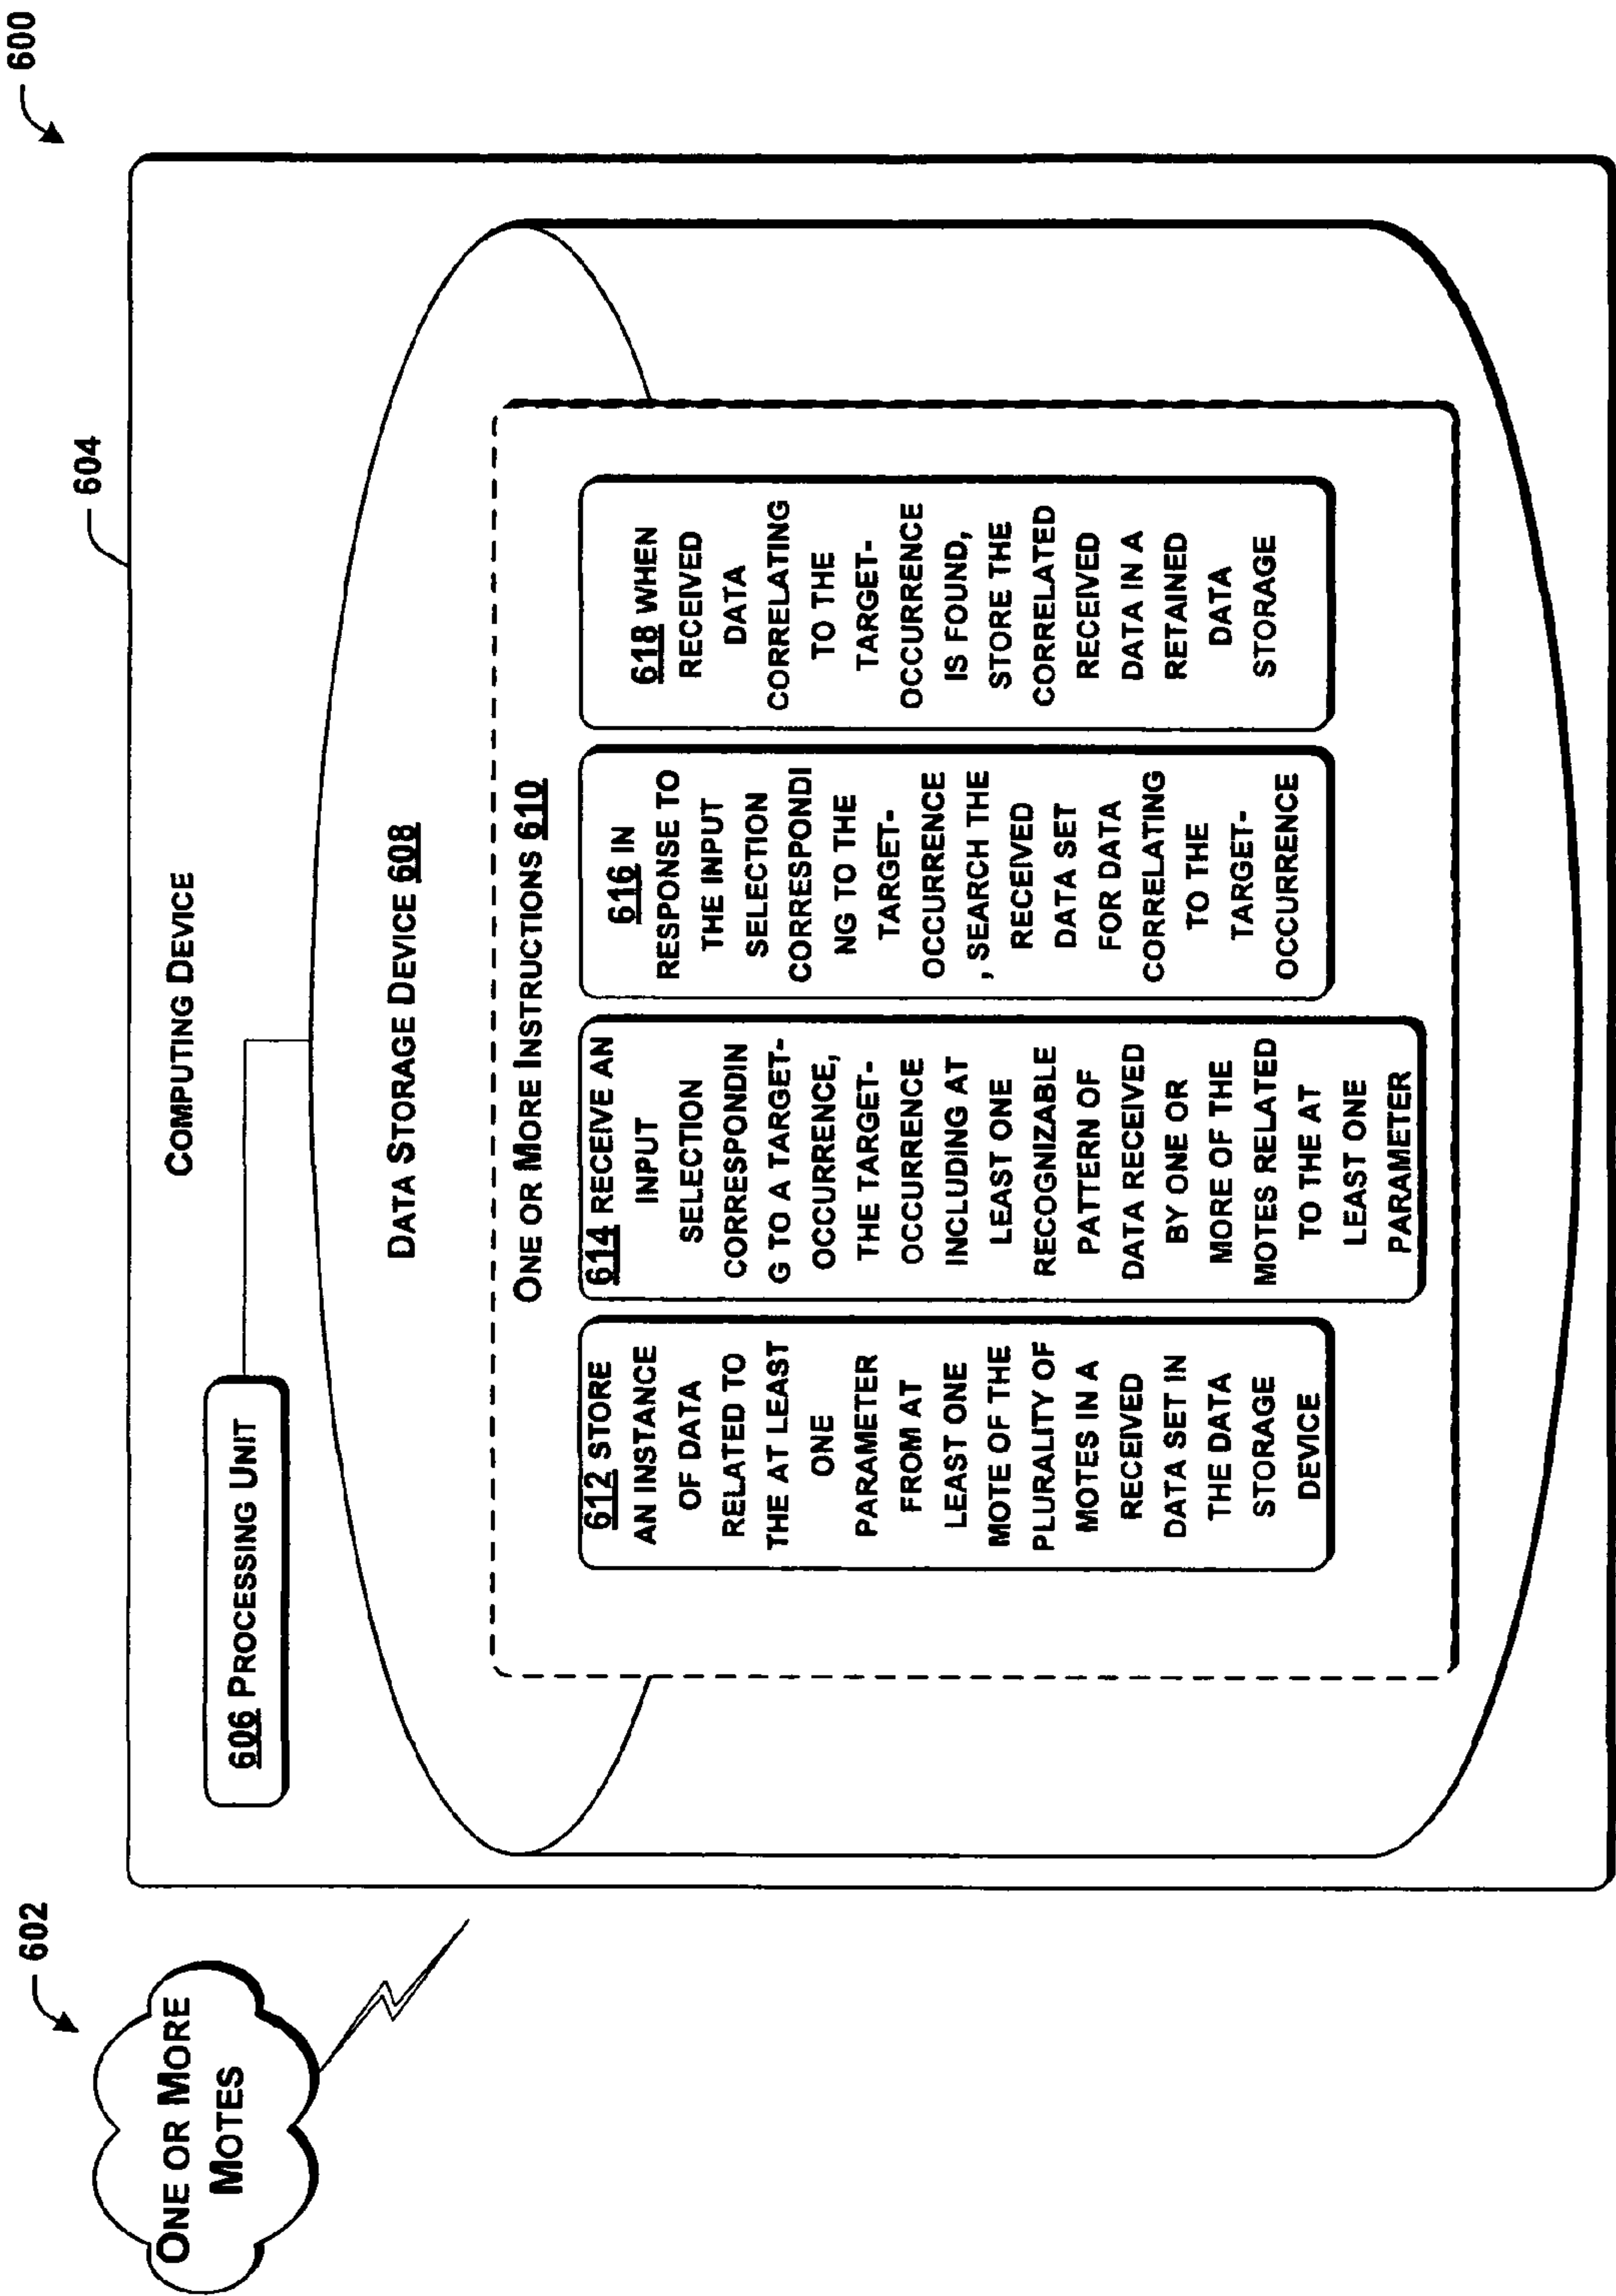 600
602
604
ONE OR MORE
MOTES
COMPUTING DEVICE
606 PROCESSING UNIT
DATA STORAGE DEVICE 608
ONE OR MORE INSTRUCTIONS 610
612 STORE
AN INSTANCE
OF DATA
RELATED TO
THE AT LEAST
ONE
PARAMETER
FROM AT
LEAST ONE
MOTE OF THE
PLURALITY OF
MOTES IN A
RECEIVED
DATA SET IN
THE DATA
STORAGE
DEVICE
614 RECEIVE AN
INPUT
SELECTION
CORRESPONDIN
G TO A TARGET-
OCCURRENCE,
THE TARGET-
OCCURRENCE
INCLUDING AT
LEAST ONE
RECOGNIZABLE
PATTERN OF
DATA RECEIVED
BY ONE OR
MORE OF THE
MOTES RELATED
TO THE AT
LEAST ONE
PARAMETER
616 IN
RESPONSE TO
THE INPUT
SELECTION
CORRESPONDI
NG TO THE
TARGET-
OCCURRENCE
, SEARCH THE
RECEIVED
DATA SET
FOR DATA
CORRELATING
TO THE
TARGET-
OCCURRENCE
618 WHEN
RECEIVED
DATA
CORRELATING
TO THE
TARGET-
OCCURRENCE
IS FOUND,
STORE THE
CORRELATED
RECEIVED
DATA IN A
RETAINED
DATA
STORAGE